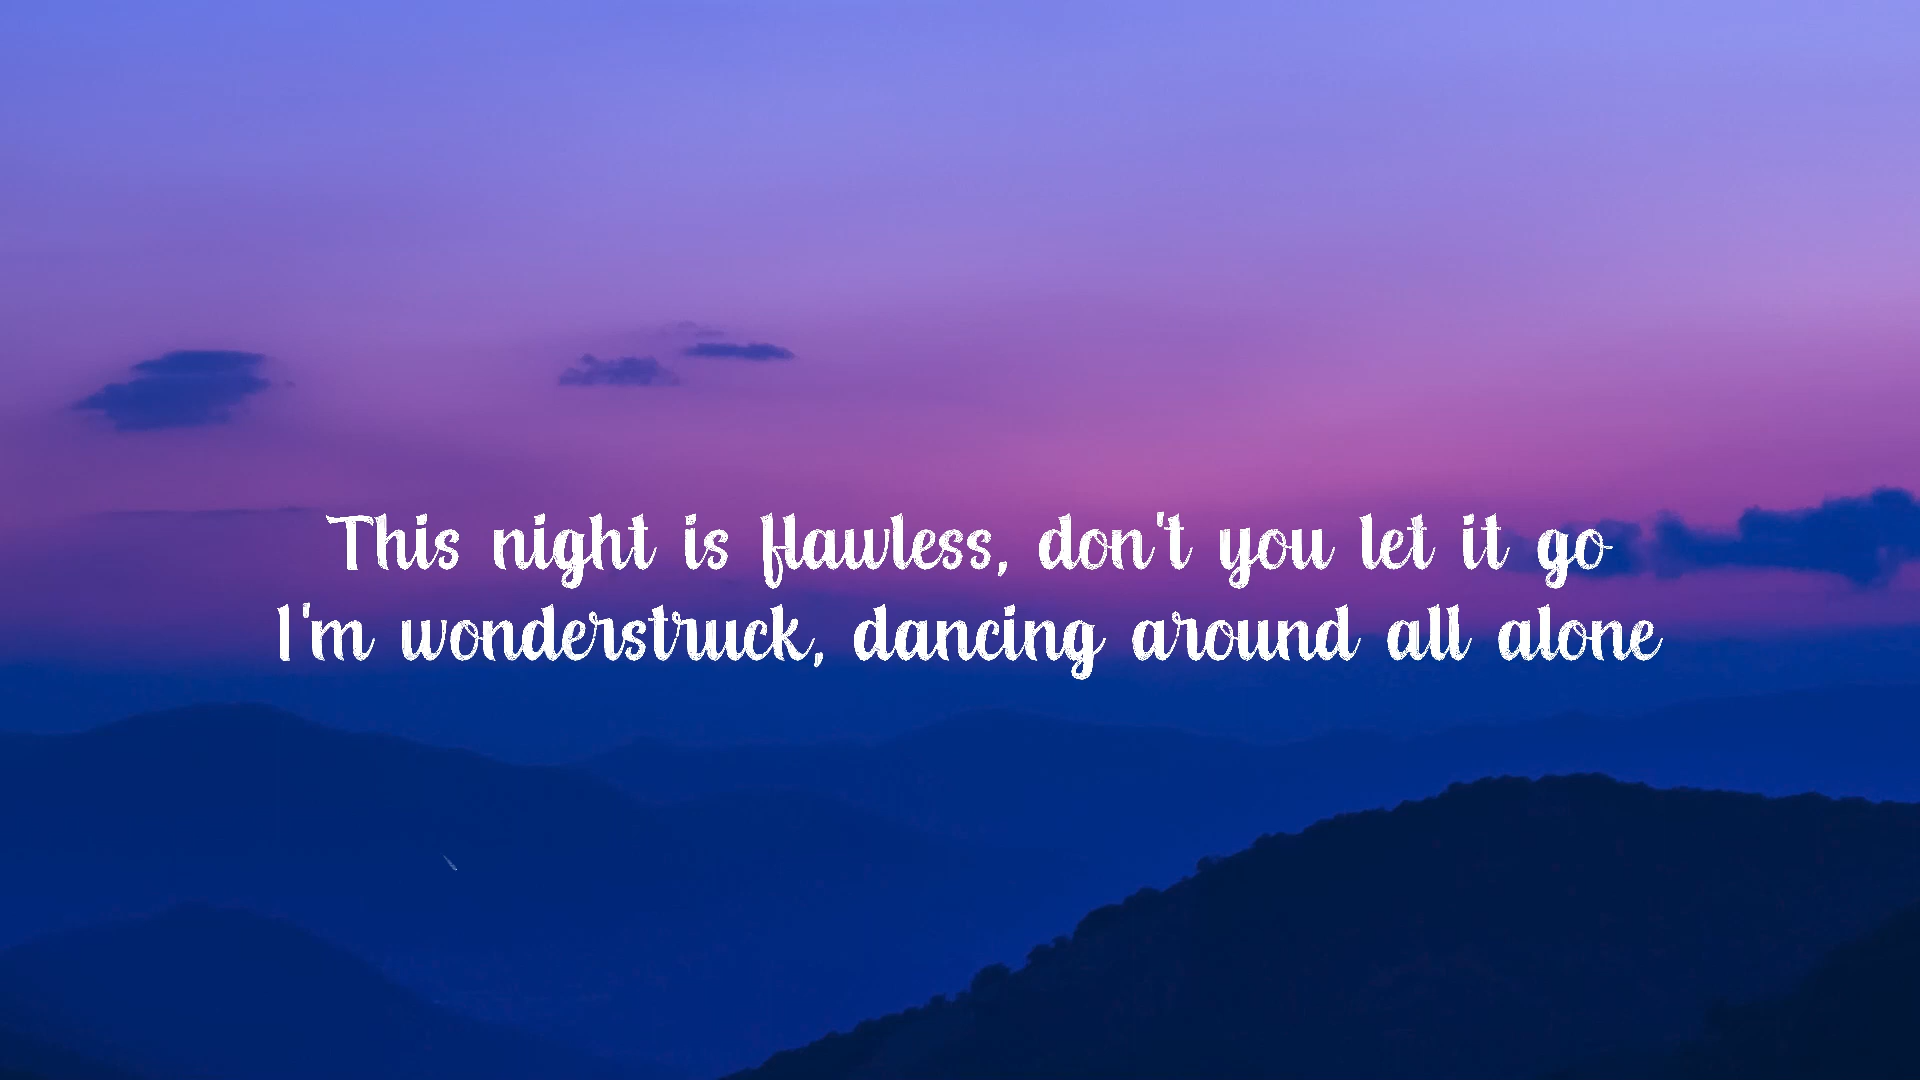 This night is flawless, don't you let it go
I'm wonderstruck, dancing around all alone